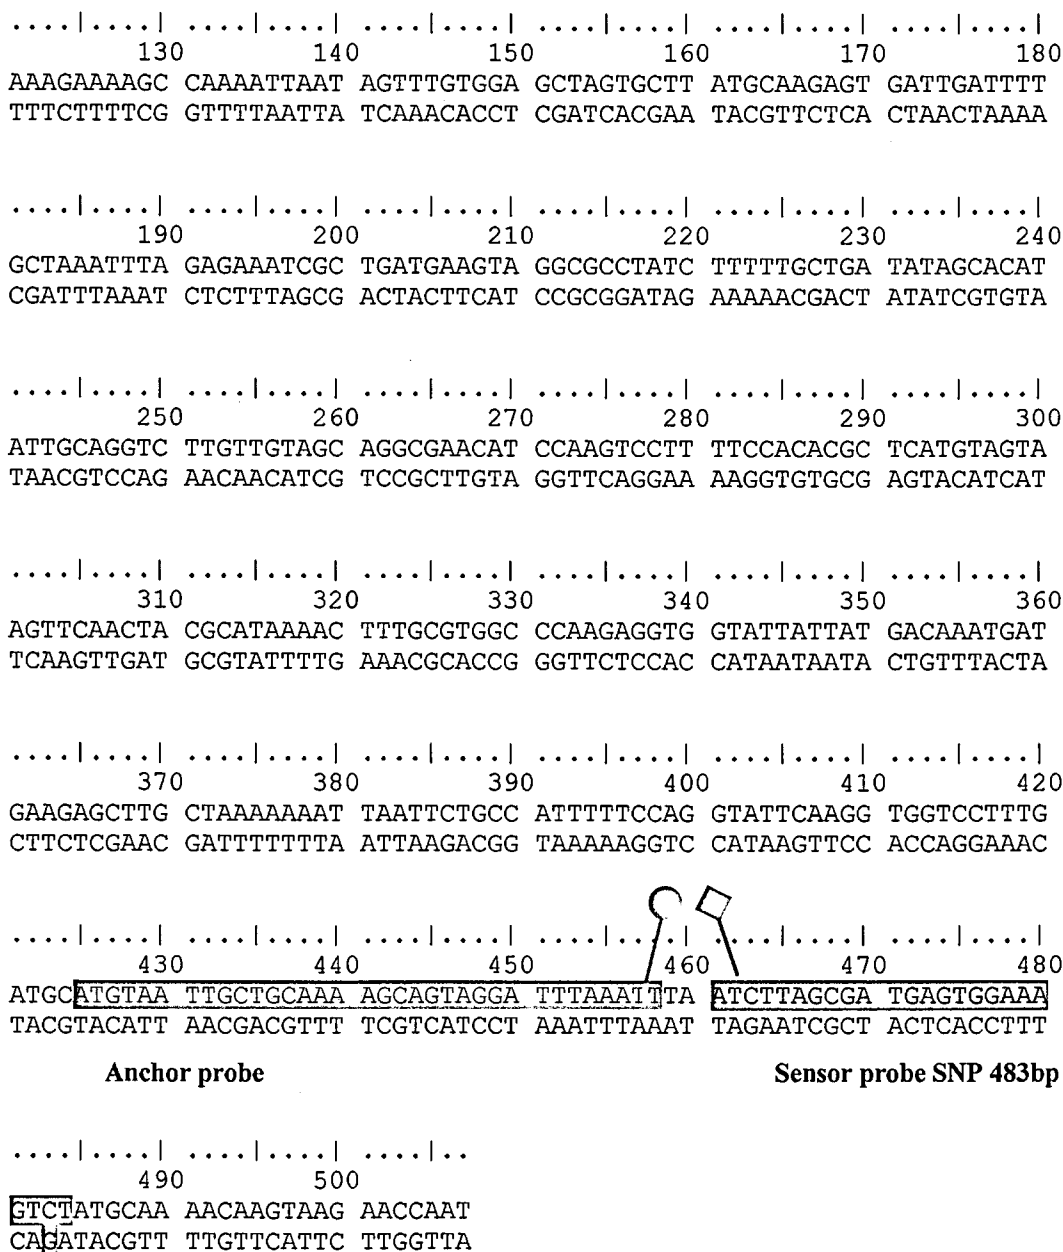 ....|....| ....|....| ....|....| ....|....| ....|....| ....|....|
130 140 150 160 170 180
AAAGAAAAGC CAAAATTAAT AGTTTGTGGA GCTAGTGCTT ATGCAAGAGT GATTGATTTT
TTTCTTTTCG GTTTTAATTA TCAAACACCT CGATCACGAA TACGTTCTCA CTAACTAAAA
....|....| ....|....| ....|....| ....|....| ....|....| ....|....|
190 200 210 220 230 240
GCTAAATTTA GAGAAATCGC TGATGAAGTA GGCGCCTATC TTTTTGCTGA TATAGCACAT
CGATTTAAAT CTCTTTAGCG ACTACTTCAT CCGCGGATAG AAAAACGACT ATATCGTGTA
....|....| ....|....| ....|....| ....|....| ....|....| ....|....|
250 260 270 280 290 300
ATTGCAGGTC TTGTTGTAGC AGGCGAACAT CCAAGTCCTT TTCCACACGC TCATGTAGTA
TAACGTCCAG AACAACATCG TCCGCTTGTA GGTTCAGGAA AAGGTGTGCG AGTACATCAT
....|....| ....|....| ....|....| ....|....| ....|....| ....|....|
310 320 330 340 350 360
AGTTCAACTA CGCATAAAAC TTTGCGTGGC CCAAGAGGTG GTATTATTAT GACAAATGAT
TCAAGTTGAT GCGTATTTTG AAACGCACCG GGTTCTCCAC CATAATAATA CTGTTTACTA
....|....| ....|....| ....|....| ....|....| ....|....| ....|....|
370 380 390 400 410 420
GAAGAGCTTG CTAAAAAAAT TAATTCTGCC ATTTTTCCAG GTATTCAAGG TGGTCCTTTG
CTTCTCGAAC GATTTTTTTA ATTAAGACGG TAAAAAGGTC CATAAGTTCC ACCAGGAAAC
....|....| ....|....| ....|....| ....|....| ....|....| ....|....|
430 440 450 460 470 480
ATGCATGTAA TTGCTGCAAA AGCAGTAGGA TTTAAATTTA ATCTTAGCGA TGAGTGGAAA
TACGTACATT AACGACGTTT TCGTCATCCT AAATTTAAAT TAGAATCGCT ACTCACCTTT
Anchor probe Sensor probe SNP 483bp
....|....| ....|....| ....|..
490 500
GTCTATGCAA AACAAGTAAG AACCAAT
CAGATACGTT TTGTTCATTC TTGGTTA